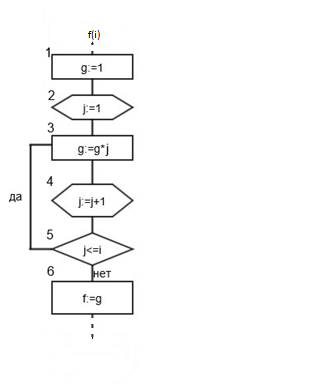 f(i)
1
g:=1
2
j:=1
3
g:=g*j
4
да
j:=j+1
5
j<=i
6
нет
f:=g